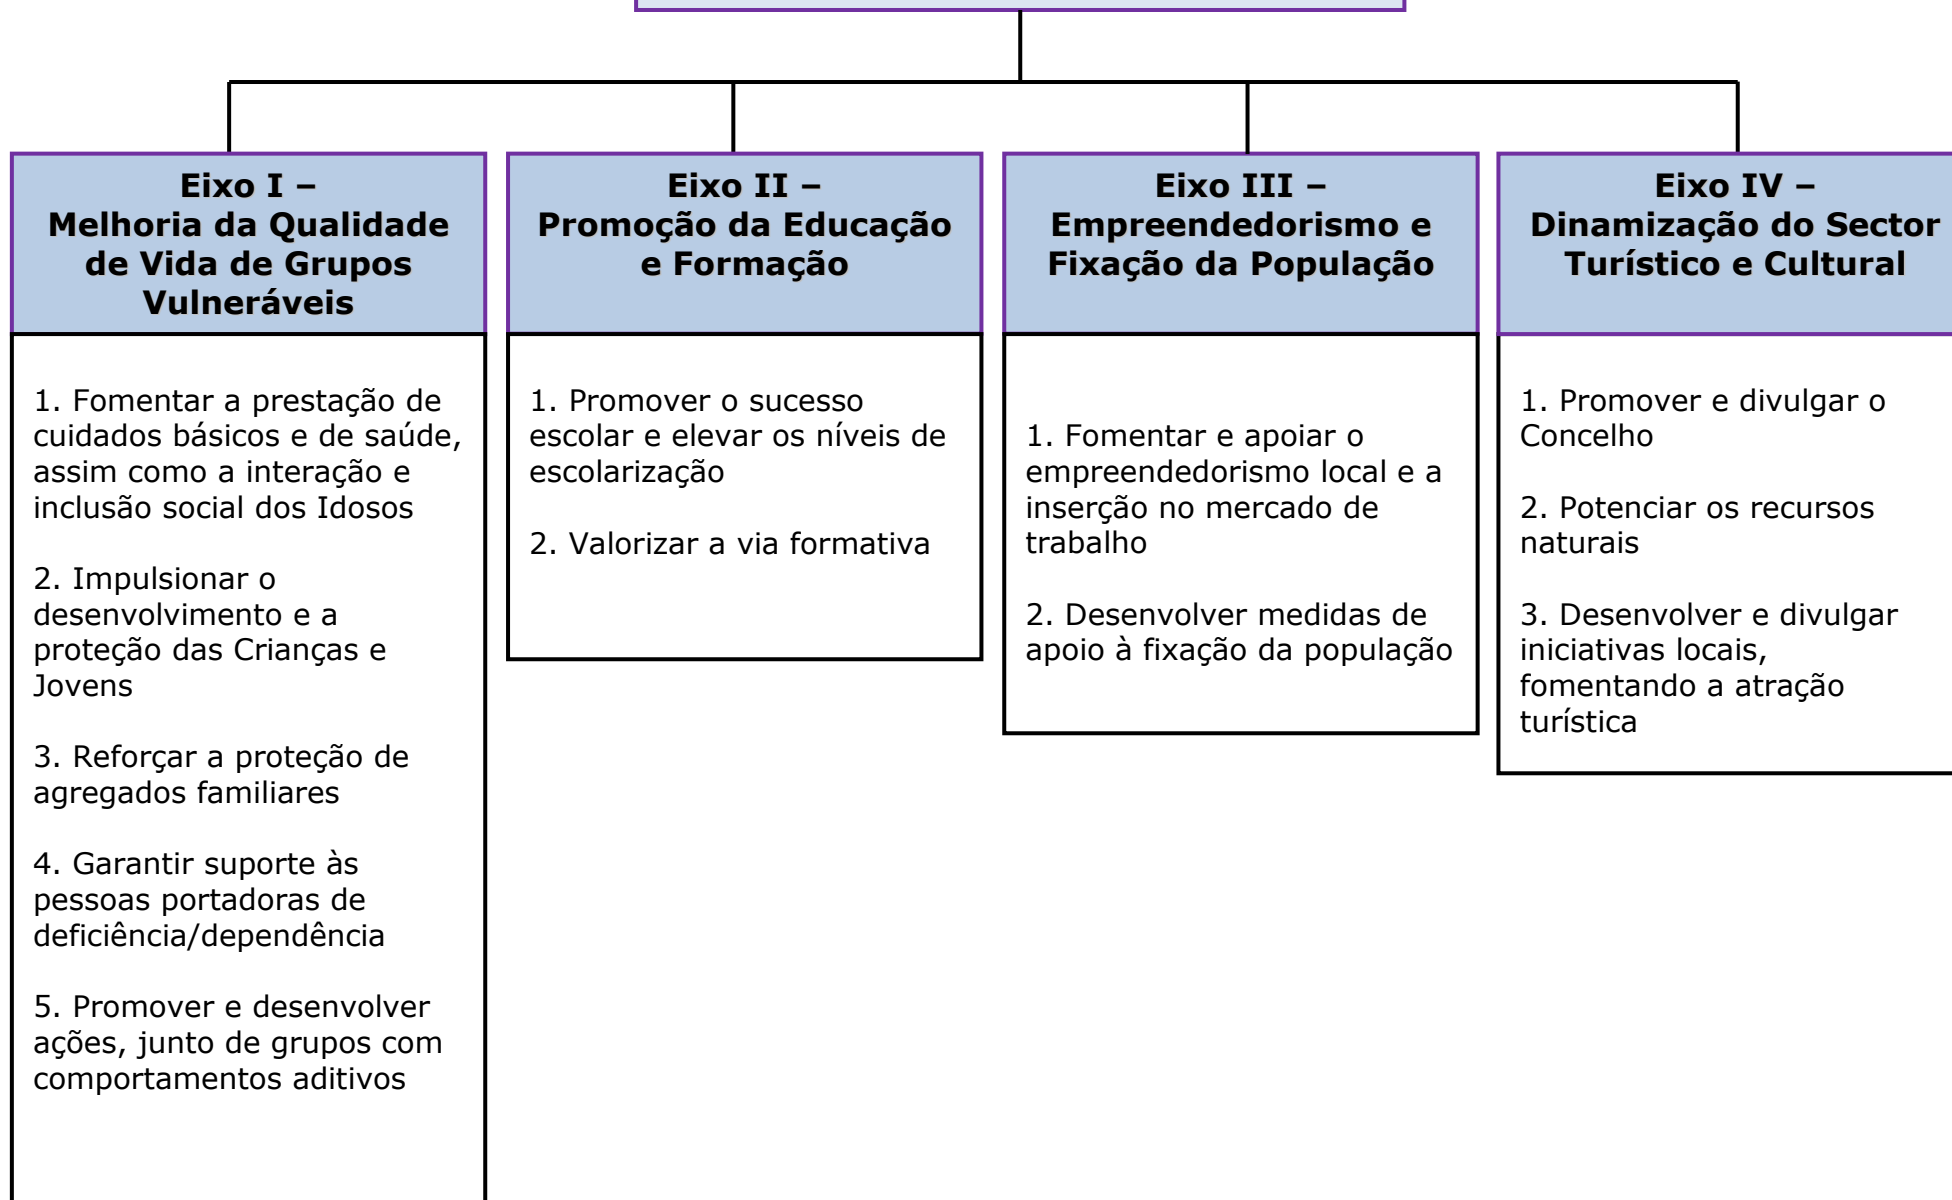 Eixo I –
Melhoria da Qualidade
de Vida de Grupos
Vulneráveis
1. Fomentar a prestação de
cuidados básicos e de saúde,
assim como a interação e
inclusão social dos Idosos
2. Impulsionar o
desenvolvimento e a
proteção das Crianças e
Jovens
3. Reforçar a proteção de
agregados familiares
4. Garantir suporte às
pessoas portadoras de
deficiência/dependência
5. Promover e desenvolver
ações, junto de grupos com
comportamentos aditivos
Eixo II –
Promoção da Educação
e Formação
1. Promover o sucesso
escolar e elevar os níveis de
escolarização
2. Valorizar a via formativa
Eixo III –
Empreendedorismo e
Fixação da População
1. Fomentar e apoiar o
empreendedorismo local e a
inserção no mercado de
trabalho
2. Desenvolver medidas de
apoio à fixação da população
Eixo IV –
Dinamização do Sector
Turístico e Cultural
1. Promover e divulgar o
Concelho
2. Potenciar os recursos
naturais
3. Desenvolver e divulgar
iniciativas locais,
fomentando a atração
turística